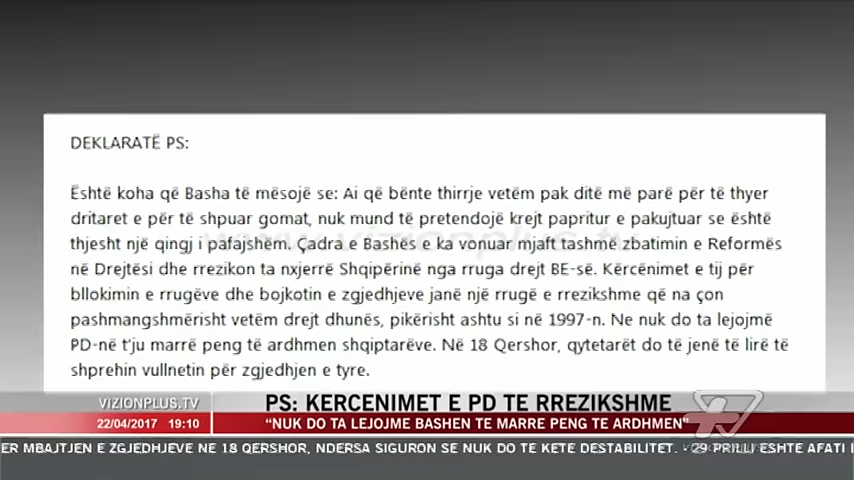 DEKLARATË PS:
Është koha që Basha të mësojë se: Ai që bënte thirrje vetëm pak ditë më parë për të thyer
dritaret e për të shpuar gomat, nuk mund të pretendojë krejt papritur e pakujtuar se është
thjesht një qingj i pafajshëm. Çadra e Bashës e ka vonuar mjaft tashmë zbatimin e Reformës
në Drejtësi dhe rrezikon ta nxjerrë Shqipërinë nga rruga drejt BE-së. Kërcënimet e tij për
bllokimin e rrugëve dhe bojkotin e zgjedhjeve janë një rrugë e rrezikshme që na çon
pashmangshmërisht vetëm drejt dhunës, pikërisht ashtu si në 1997-n. Ne nuk do ta lejojmë
PD-në t'ju marrë peng të ardhmen shqiptarëve. Në 18 Qershor, qytetarët do të jenë të lirë të
shprehin vullnetin për zgjedhjen e tyre.
www.vizionplus.tv
VIZIONPLUS.TV
PS: KERCENIMET E PD TE RREZIKSHME
22/04/2017 19:10
"NUK DO TA LEJOJME BASHEN TE MARRE PENG TE ARDHMEN"
ER MBAJTJEN E ZGJEDHJEVE NE 18 QERSHOR, NDERSA SIGURON SE NUK DO TE KETE DESTABILITET. 29 PRILLI ESHTE AFATI I